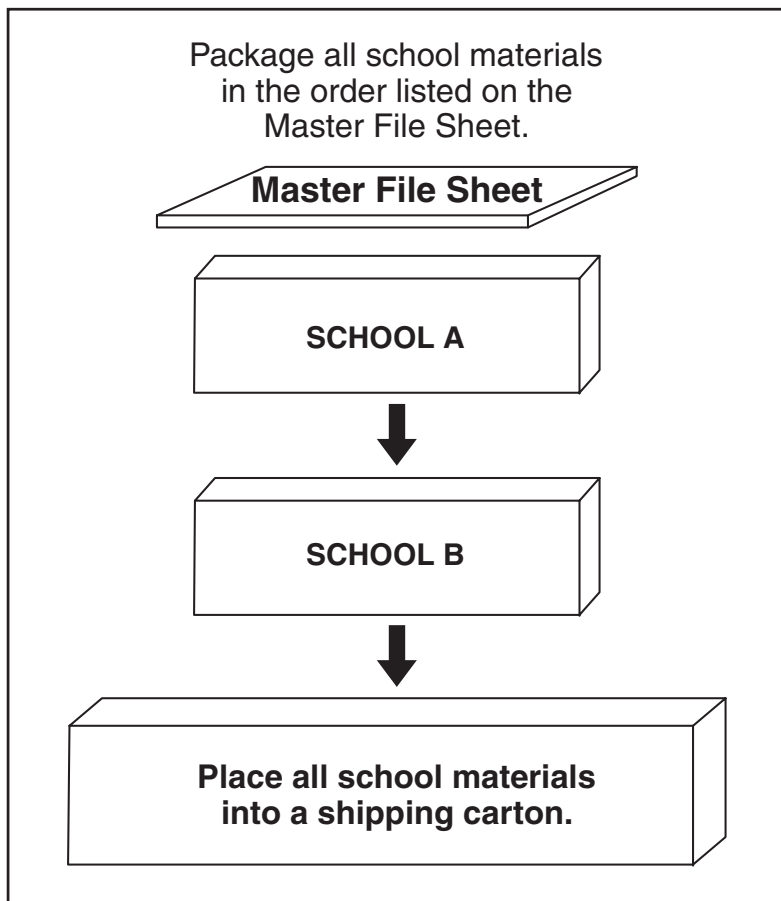 Package all school materials
in the order listed on the
Master File Sheet.
Master File Sheet
SCHOOL A
SCHOOL B
Place all school materials
into a shipping carton.